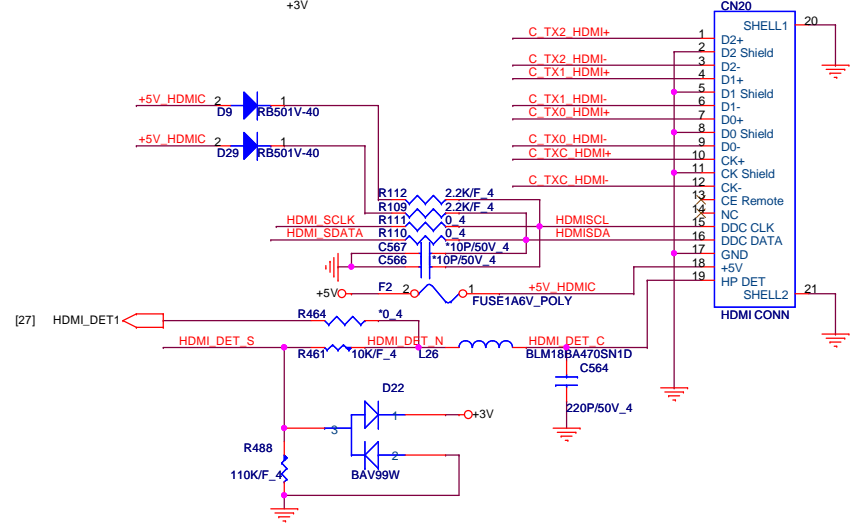 +3V
CN20
SHELL1 20
C_TX2_HDMI+ 1 D2+
2 D2 Shield
C_TX2_HDMI- 3 D2-
C_TX1_HDMI+ 4 D1+
5 D1 Shield
C_TX1_HDMI- 6 D1-
C_TX0_HDMI+ 7 D0+
8 D0 Shield
C_TX0_HDMI- 9 D0-
C_TXC_HDMI+ 10 CK+
11 CK Shield
C_TXC_HDMI- 12 CK-
13 CE Remote
14 NC
15 DDC CLK
16 DDC DATA
17 GND
18 +5V
19 HP DET
SHELL2 21
HDMI CONN
+5V_HDMIC 2 1
D9 RB501V-40
+5V_HDMIC 2 1
D29 RB501V-40
R112 2.2K/F_4
R109 2.2K/F_4
HDMI_SCLK R111 0_4 HDMISCL
HDMI_SDATA R110 0_4 HDMISDA
C567 *10P/50V_4
C566 *10P/50V_4
+5V F2 2 1 +5V_HDMIC
FUSE1A6V_POLY
[27] HDMI_DET1 R464 *0_4
HDMI_DET_S HDMI_DET_N HDMI_DET_C
R461 10K/F_4 L26 BLM18BA470SN1D
C564
220P/50V_4
D22
1 +3V
3
2
BAV99W
R488
110K/F_4